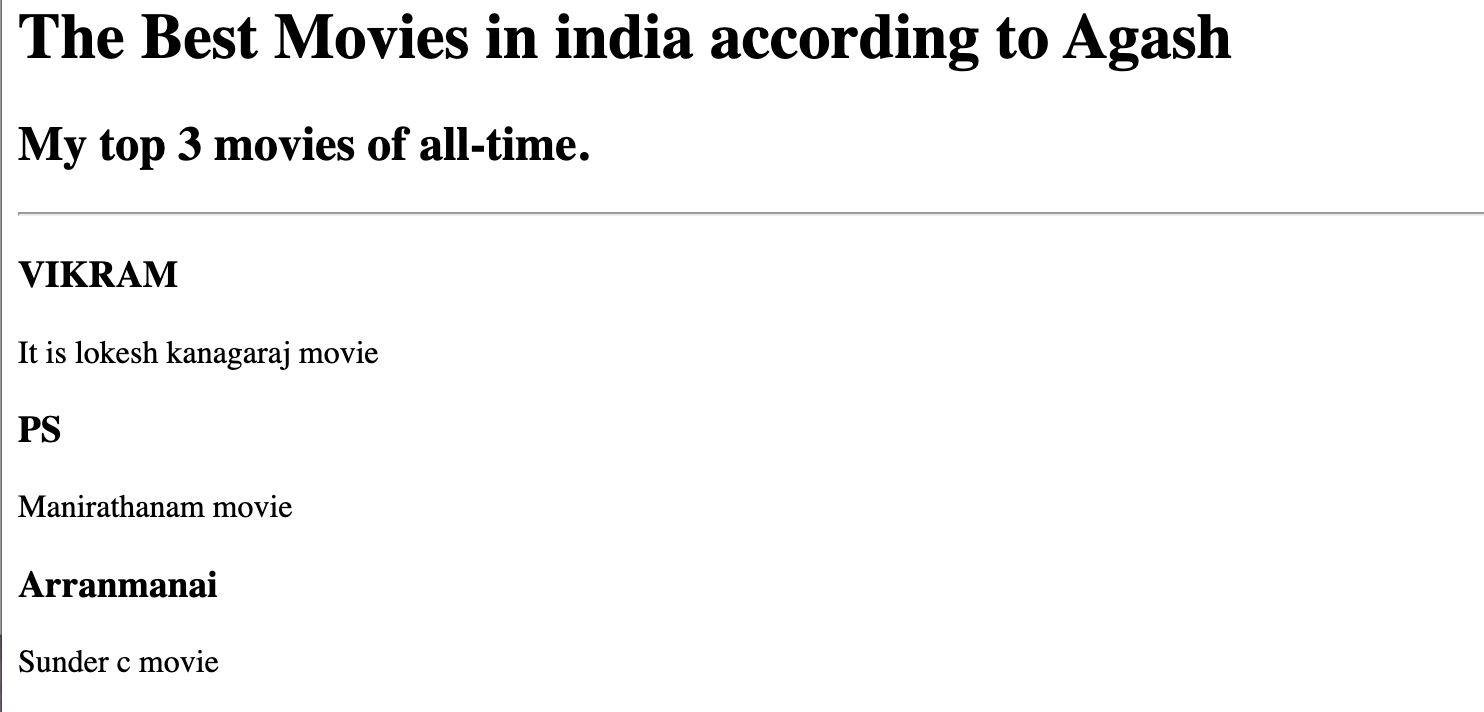 The Best Movies in india according to Agash
My top 3 movies of all-time.
VIKRAM
It is lokesh kanagaraj movie
PS
Manirathanam movie
Arranmanai
Sunder c movie